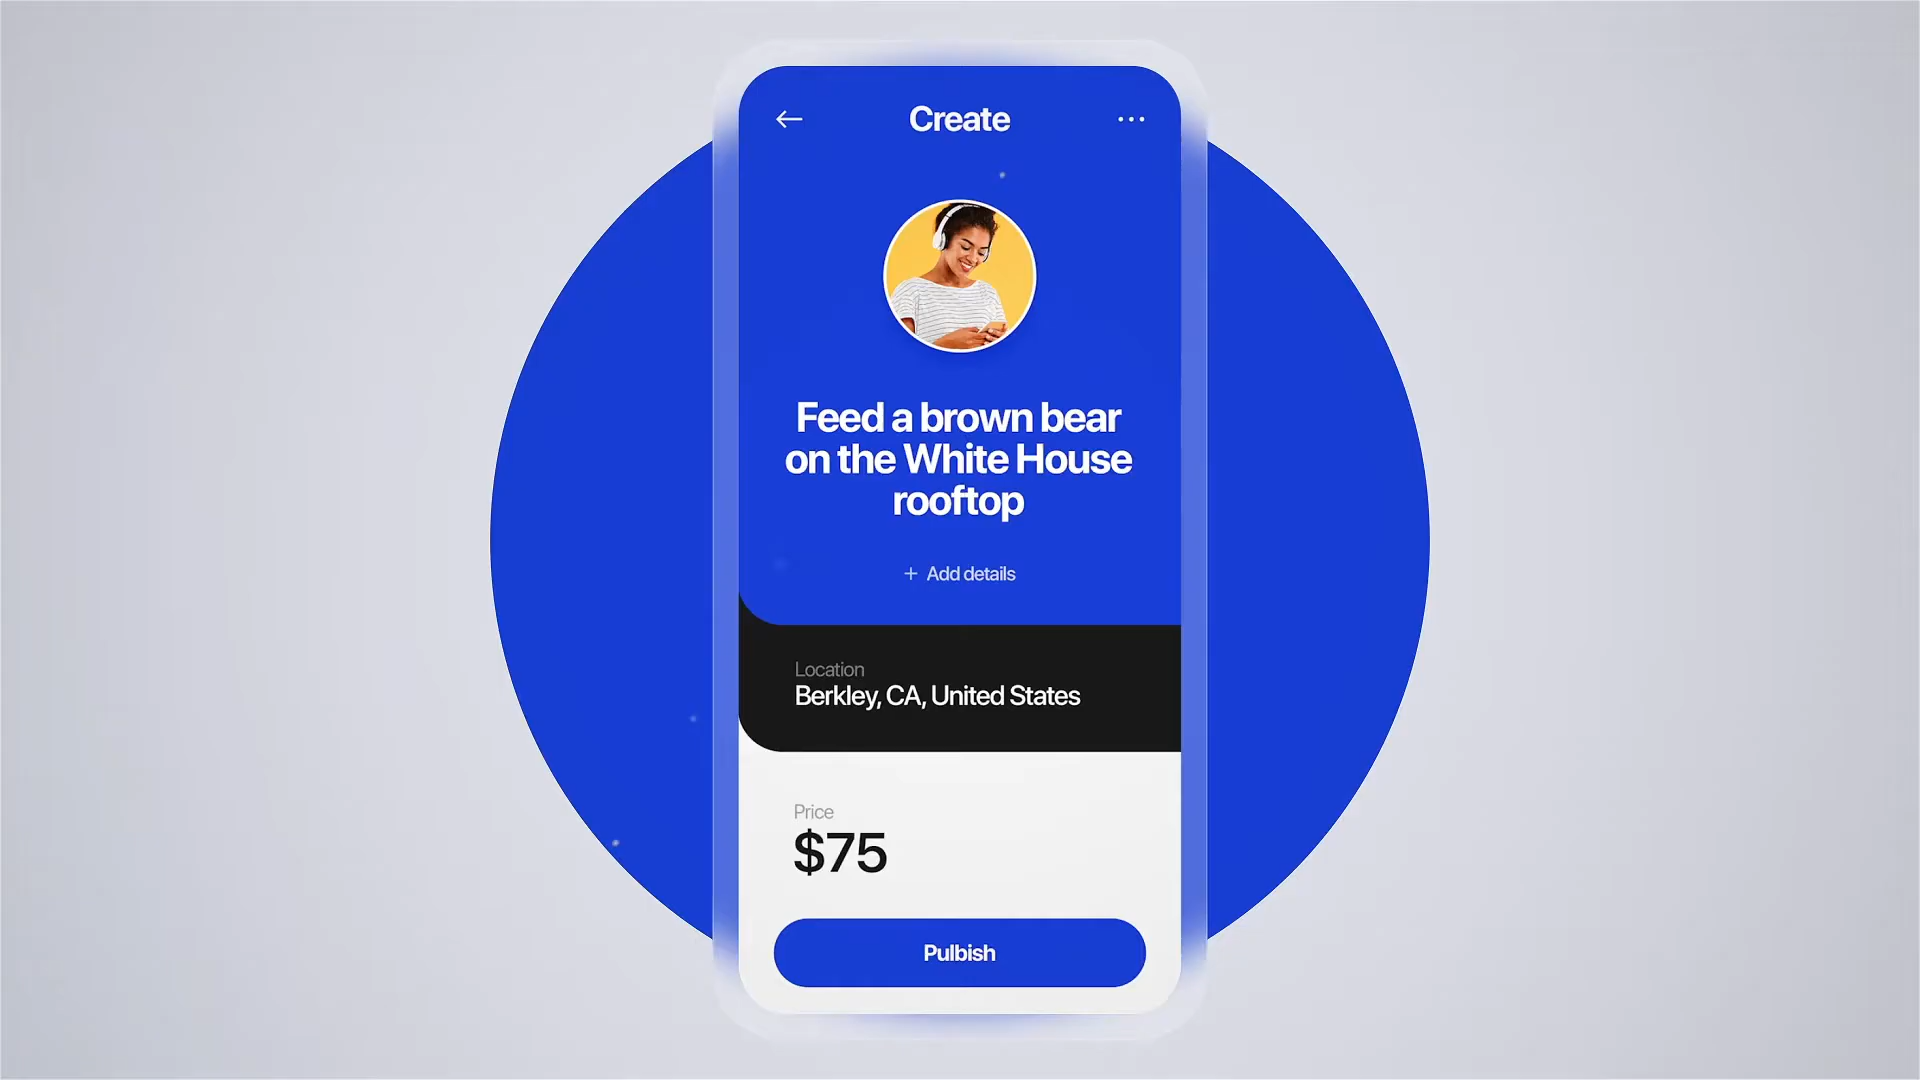 Create
Feed a brown bear
on the White House
rooftop
+ Add details
Location
Berkley, CA, United States
Price
$75
Pulbish